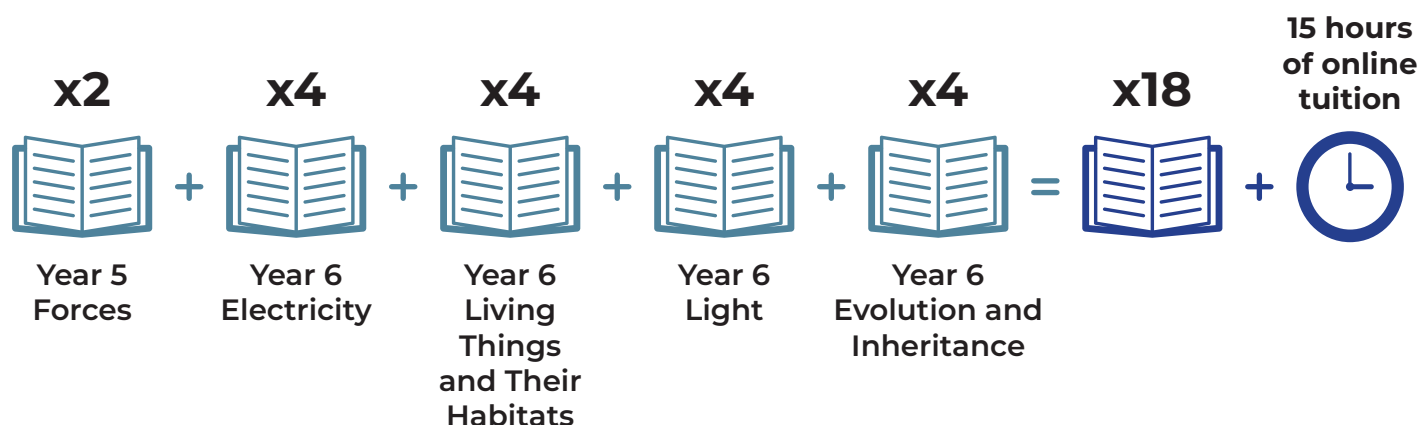 15 hours
of online
tuition
x2
x4
x4
x4
x4
x18
+
+
+
+
=
+
Year 5
Forces
Year 6
Electricity
Year 6
Living
Things
and Their
Habitats
Year 6
Light
Year 6
Evolution and
Inheritance